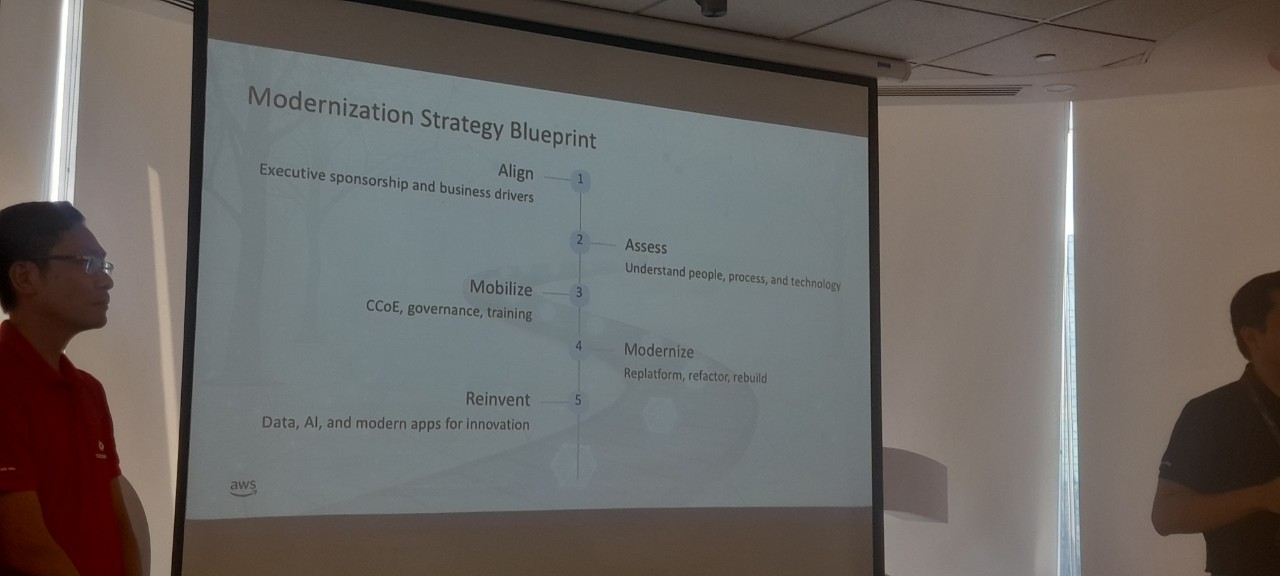 Modernization Strategy Blueprint
Align
Executive sponsorship and business drivers
1
2
Assess
Understand people, process, and technology
Mobilize
CCoE, governance, training
3
4
Modernize
Replatform, refactor, rebuild
Reinvent
Data, AI, and modern apps for innovation
5
aws